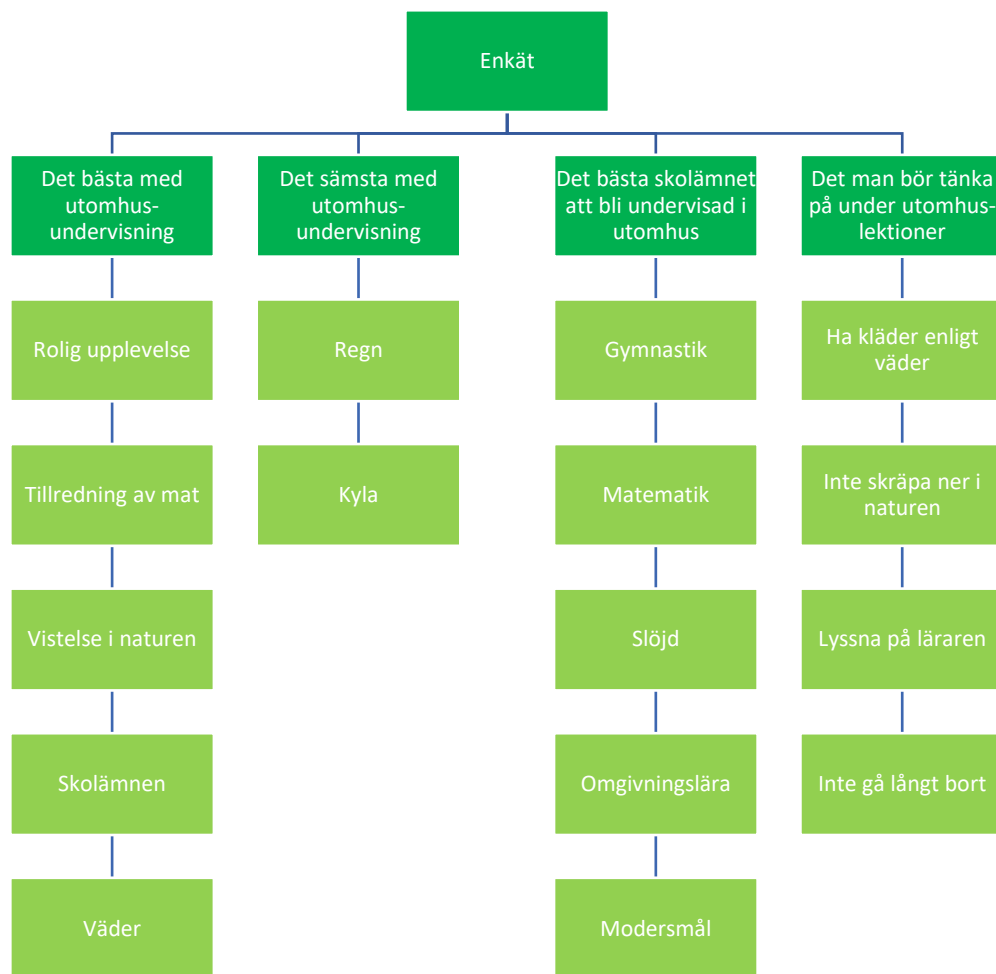 Enkät
Det bästa med
utomhus-
undervisning
Det sämsta med
utomhus-
undervisning
Det bästa skolämnet
att bli undervisad i
utomhus
Det man bör tänka
på under utomhus-
lektioner
Rolig upplevelse
Regn
Gymnastik
Ha kläder enligt
väder
Tillredning av mat
Kyla
Matematik
Inte skräpa ner i
naturen
Vistelse i naturen
Slöjd
Lyssna på läraren
Skolämnen
Omgivningslära
Inte gå långt bort
Väder
Modersmål